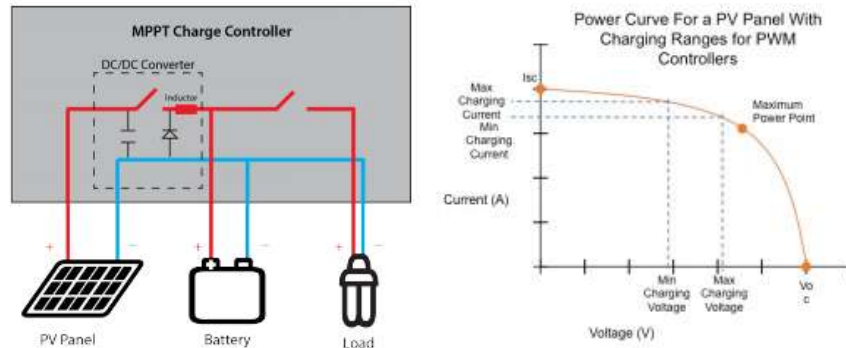 MPPT Charge Controller
DC/DC Converter
Inductor
+
−
+
−
+
−
PV Panel
Battery
Load
Power Curve For a PV Panel With
Charging Ranges for PWM
Controllers
Isc
Max
Charging
Current
Min
Charging
Current
Maximum
Power Point
Current (A)
Min
Charging
Voltage
Max
Charging
Voltage
Vo
c
Voltage (V)